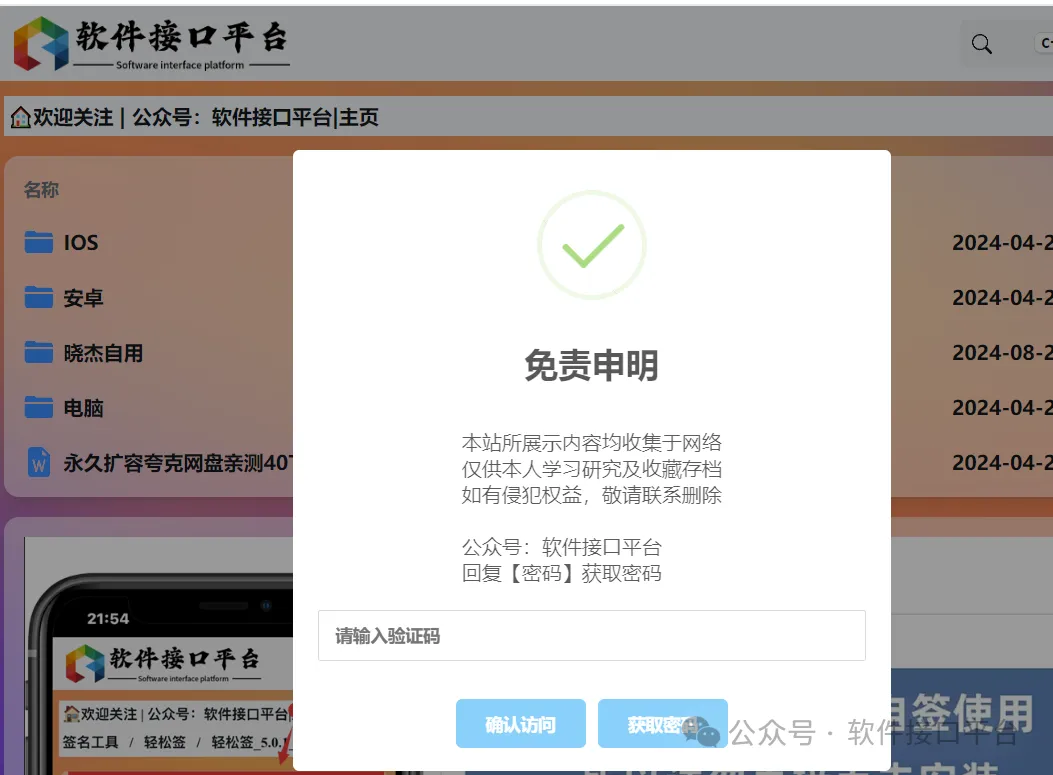 软件接口平台
Software interface platform
欢迎关注 | 公众号：软件接口平台|主页
名称
IOS
2024-04-2
安卓
2024-04-2
晓杰自用
2024-08-2
电脑
2024-04-2
永久扩容夸克网盘亲测40T
2024-04-2
免责申明
本站所展示内容均收集于网络
仅供本人学习研究及收藏存档
如有侵犯权益，敬请联系删除
公众号：软件接口平台
回复【密码】获取密码
请输入验证码
确认访问
获取密码
21:54
软件接口平台
Software interface platform
欢迎关注 | 公众号：软件接口平台
签名工具 / 轻松签 / 轻松签_5.0.
自签使用
公众号 · 软件接口平台